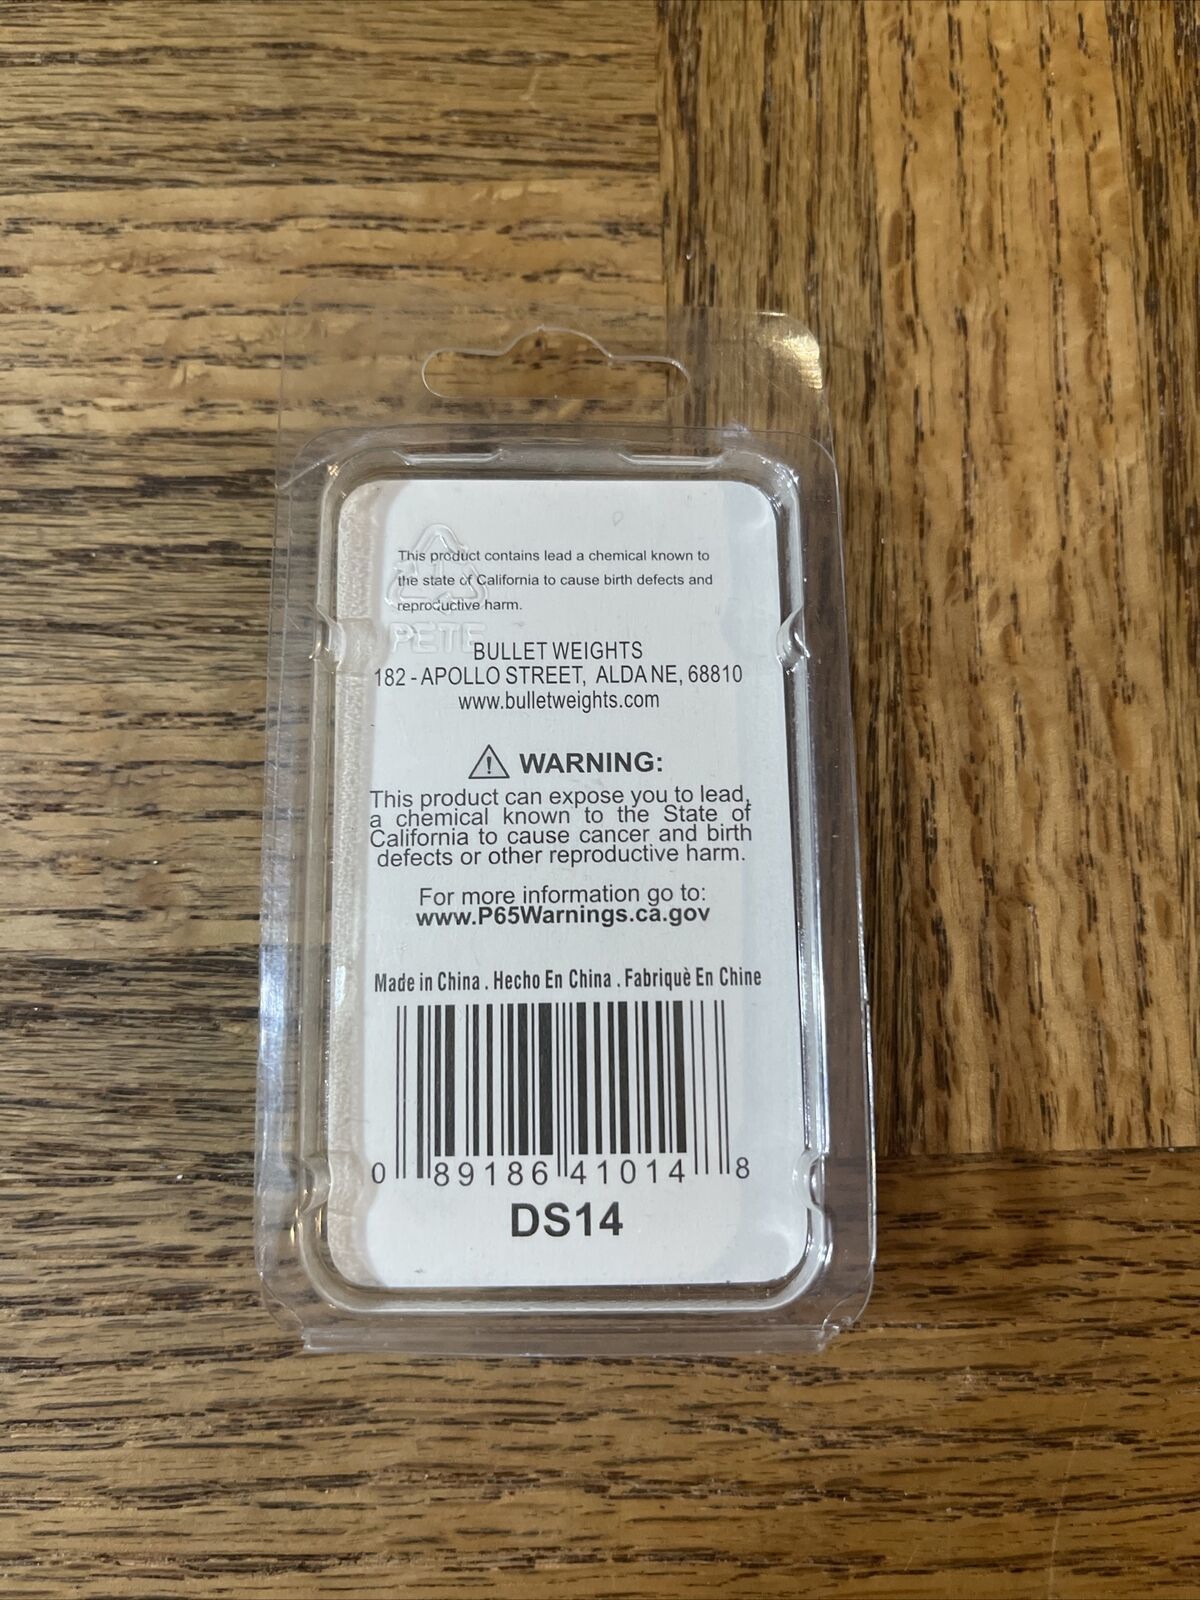 This product contains lead a chemical known to
the state of California to cause birth defects and
reproductive harm.
1
PETE
BULLET WEIGHTS
182 - APOLLO STREET, ALDA NE, 68810
www.bulletweights.com
WARNING:
This product can expose you to lead,
a chemical known to the State of
California to cause cancer and birth
defects or other reproductive harm.
For more information go to:
www.P65Warnings.ca.gov
Made in China . Hecho En China . Fabriquè En Chine
0 89186 41014 8
DS14